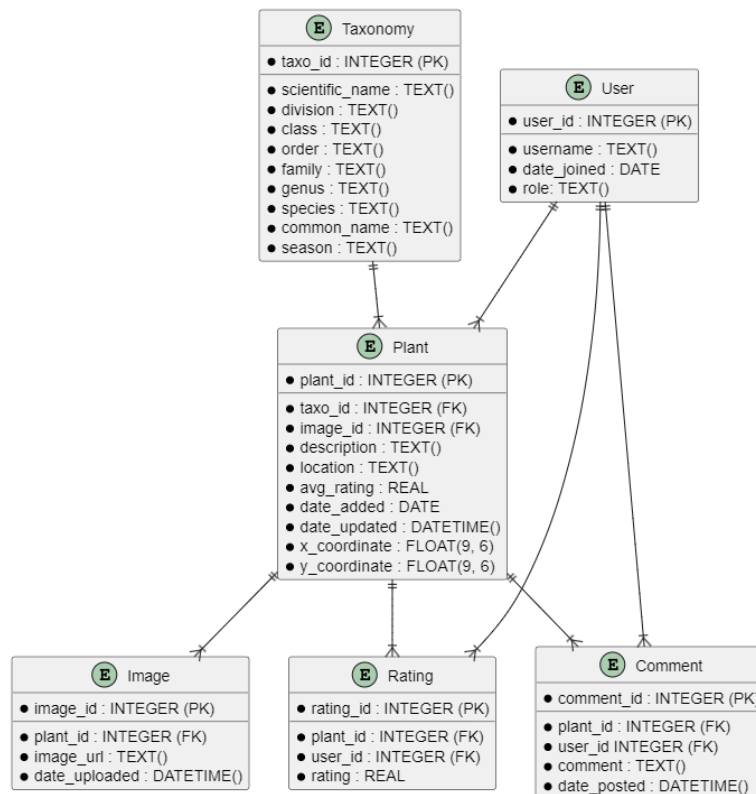 E Taxonomy
taxo_id : INTEGER (PK)
scientific_name : TEXT()
division : TEXT()
class : TEXT()
order : TEXT()
family : TEXT()
genus : TEXT()
species : TEXT()
common_name : TEXT()
season : TEXT()
E User
user_id : INTEGER (PK)
username : TEXT()
date_joined : DATE
role: TEXT()
E Plant
plant_id : INTEGER (PK)
taxo_id : INTEGER (FK)
image_id : INTEGER (FK)
description : TEXT()
location : TEXT()
avg_rating : REAL
date_added : DATE
date_updated : DATETIME()
x_coordinate : FLOAT(9, 6)
y_coordinate : FLOAT(9, 6)
E Image
image_id : INTEGER (PK)
plant_id : INTEGER (FK)
image_url : TEXT()
date_uploaded : DATETIME()
E Rating
rating_id : INTEGER (PK)
plant_id : INTEGER (FK)
user_id : INTEGER (FK)
rating : REAL
E Comment
comment_id : INTEGER (PK)
plant_id : INTEGER (FK)
user_id INTEGER (FK)
comment : TEXT()
date_posted : DATETIME()